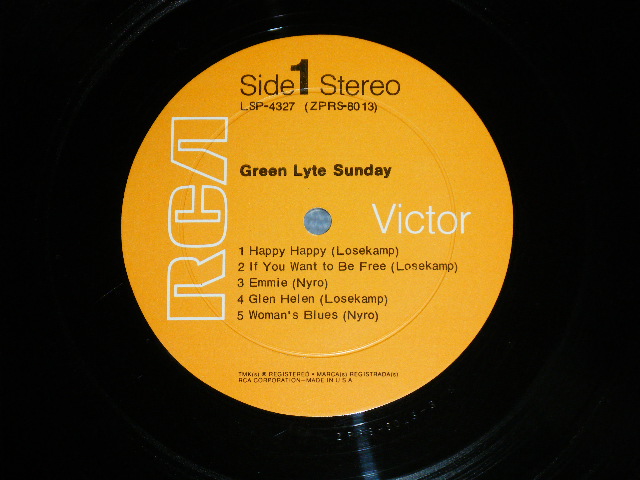 Side 1 Stereo
LSP-4327 (ZPRS-8013)
Green Lyte Sunday
RCA
Victor
1 Happy Happy (Losekamp)
2 If You Want to Be Free (Losekamp)
3 Emmie (Nyro)
4 Glen Helen (Losekamp)
5 Woman's Blues (Nyro)
TMK(s) ® REGISTERED • MARCA(s) REGISTRADA(s)
RCA CORPORATION—MADE IN U.S.A.